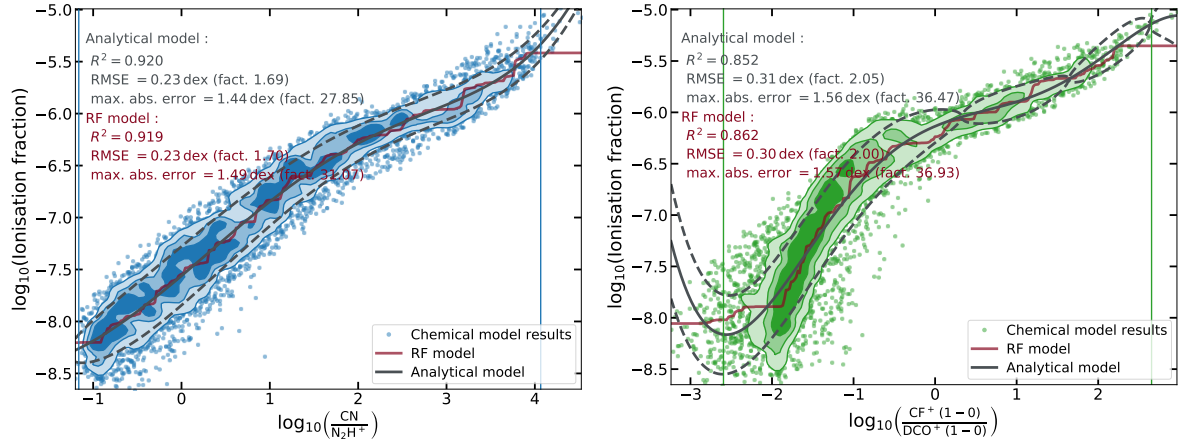 −5.0
−5.5
−6.0
−6.5
−7.0
−7.5
−8.0
−8.5
log₁₀(Ionisation fraction)
Analytical model :
R² = 0.920
RMSE = 0.23 dex (fact. 1.69)
max. abs. error = 1.44 dex (fact. 27.85)
RF model :
R² = 0.919
RMSE = 0.23 dex (fact. 1.70)
max. abs. error = 1.49 dex (fact. 31.07)
Chemical model results
RF model
Analytical model
−1 0 1 2 3 4
log₁₀(CN/N₂H⁺)
−5.0
−5.5
−6.0
−6.5
−7.0
−7.5
−8.0
−8.5
log₁₀(Ionisation fraction)
Analytical model :
R² = 0.852
RMSE = 0.31 dex (fact. 2.05)
max. abs. error = 1.56 dex (fact. 36.47)
RF model :
R² = 0.862
RMSE = 0.30 dex (fact. 2.00)
max. abs. error = 1.57 dex (fact. 36.93)
Chemical model results
RF model
Analytical model
−3 −2 −1 0 1 2
log₁₀(CF⁺ (1−0)/DCO⁺ (1−0))